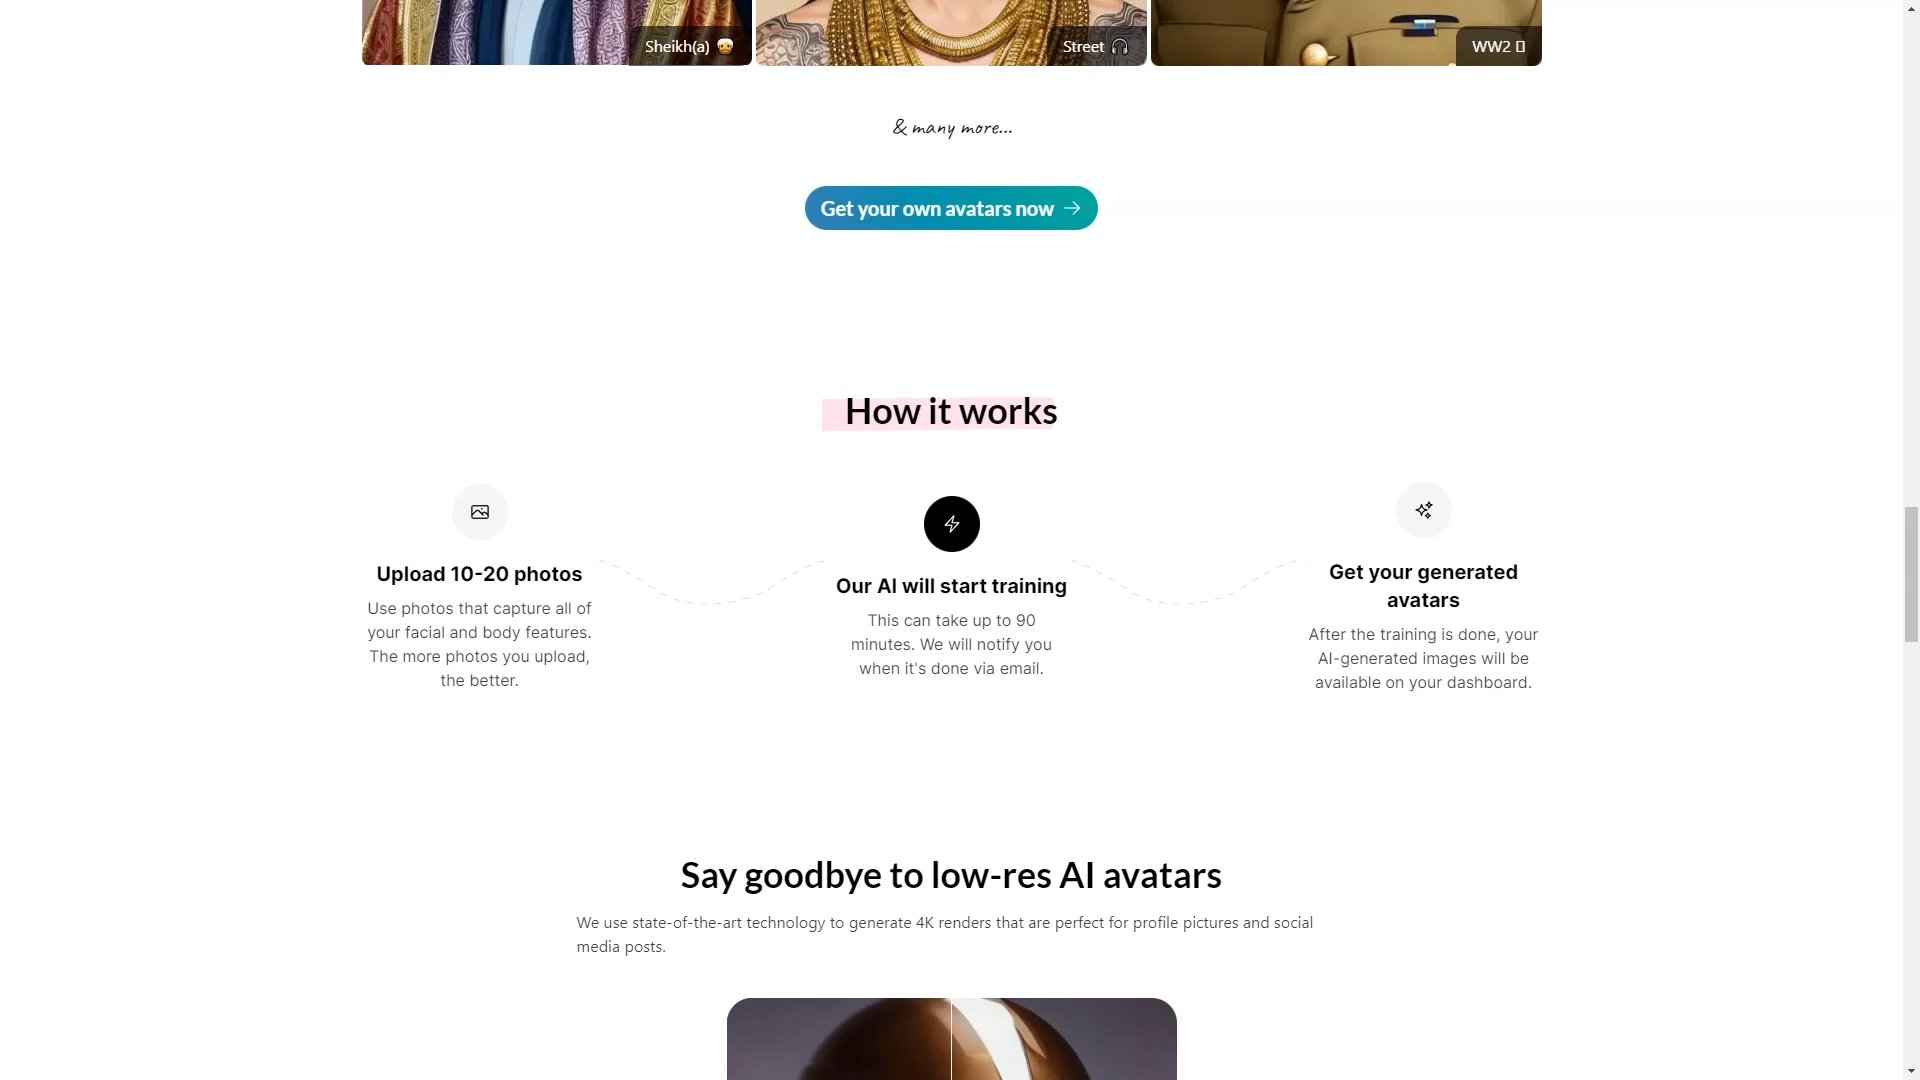 Sheikh(a)
Street
WW2
& many more...
Get your own avatars now
How it works
Upload 10-20 photos
Use photos that capture all of
your facial and body features.
The more photos you upload,
the better.
Our AI will start training
This can take up to 90
minutes. We will notify you
when it's done via email.
Get your generated
avatars
After the training is done, your
AI-generated images will be
available on your dashboard.
Say goodbye to low-res AI avatars
We use state-of-the-art technology to generate 4K renders that are perfect for profile pictures and social
media posts.